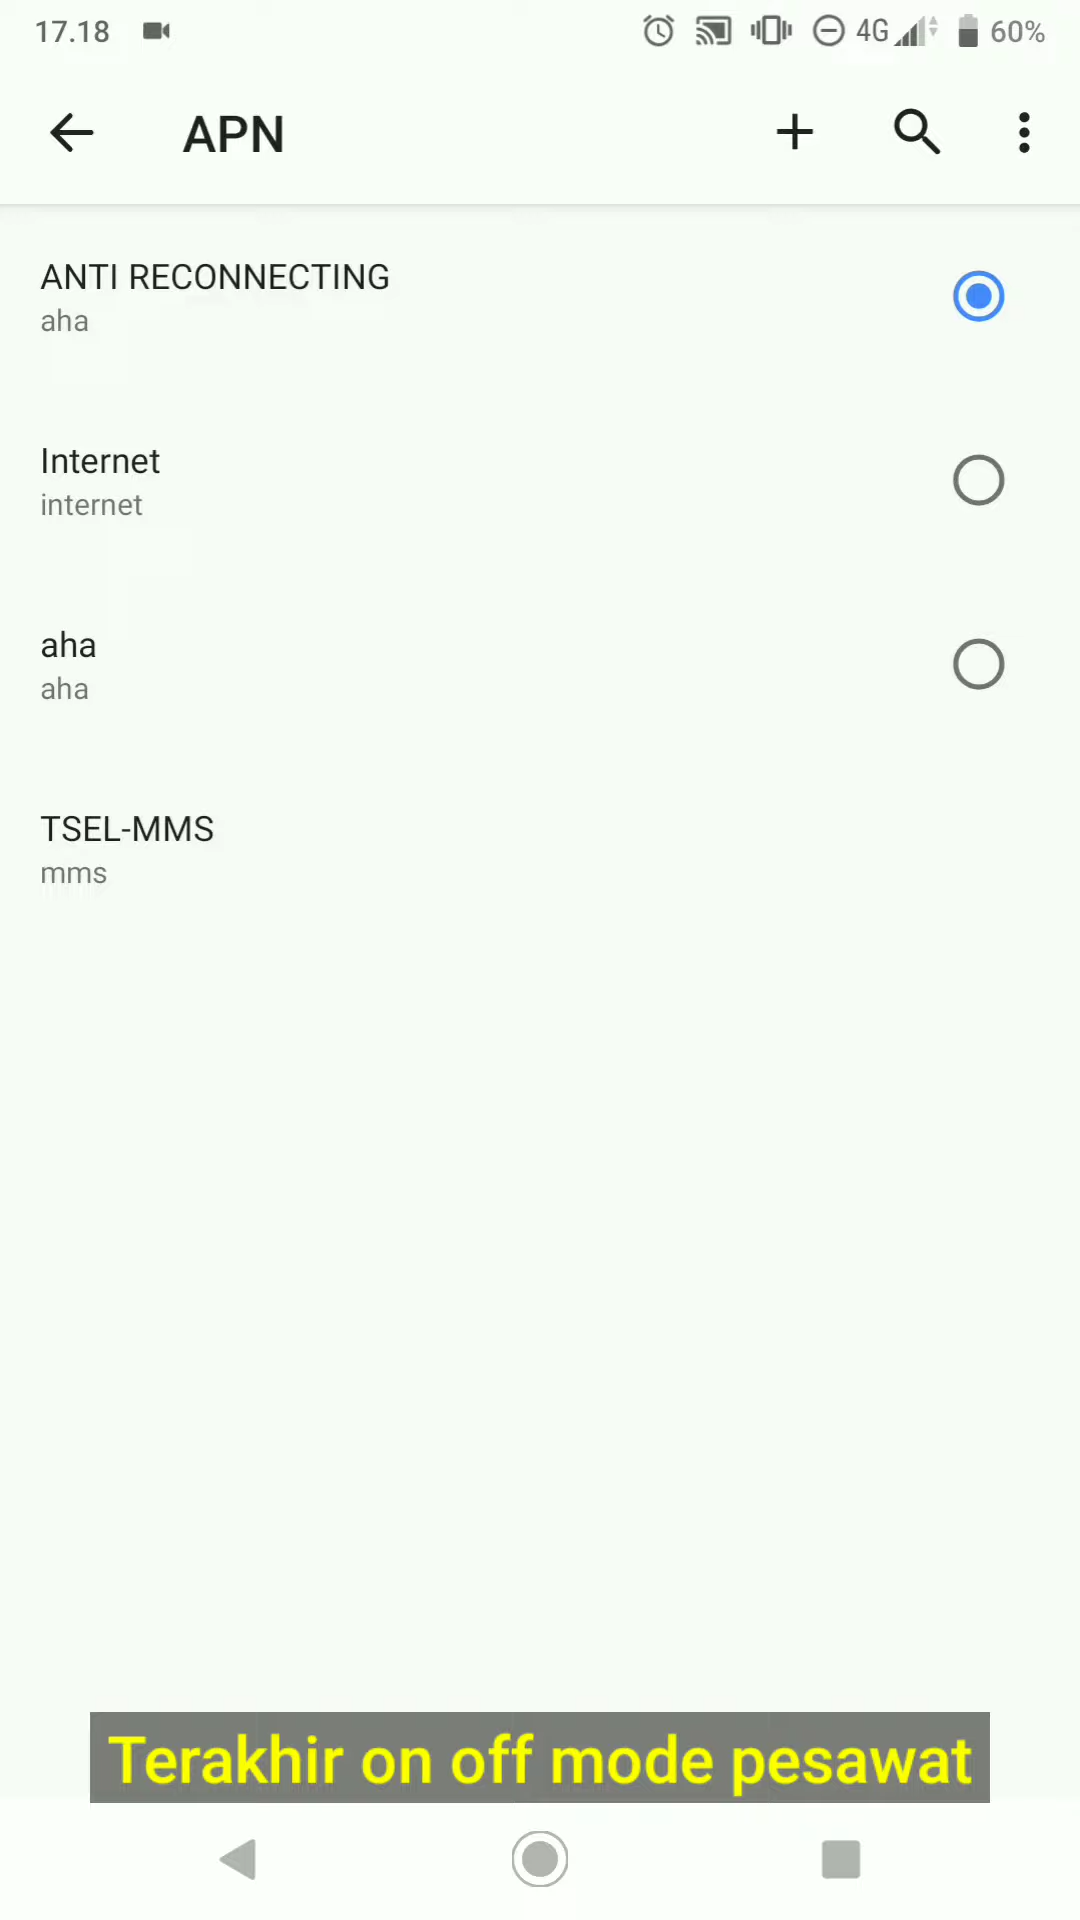 17.18 4G 60%
APN
ANTI RECONNECTING
aha
Internet
internet
aha
aha
TSEL-MMS
mms
Terakhir on off mode pesawat